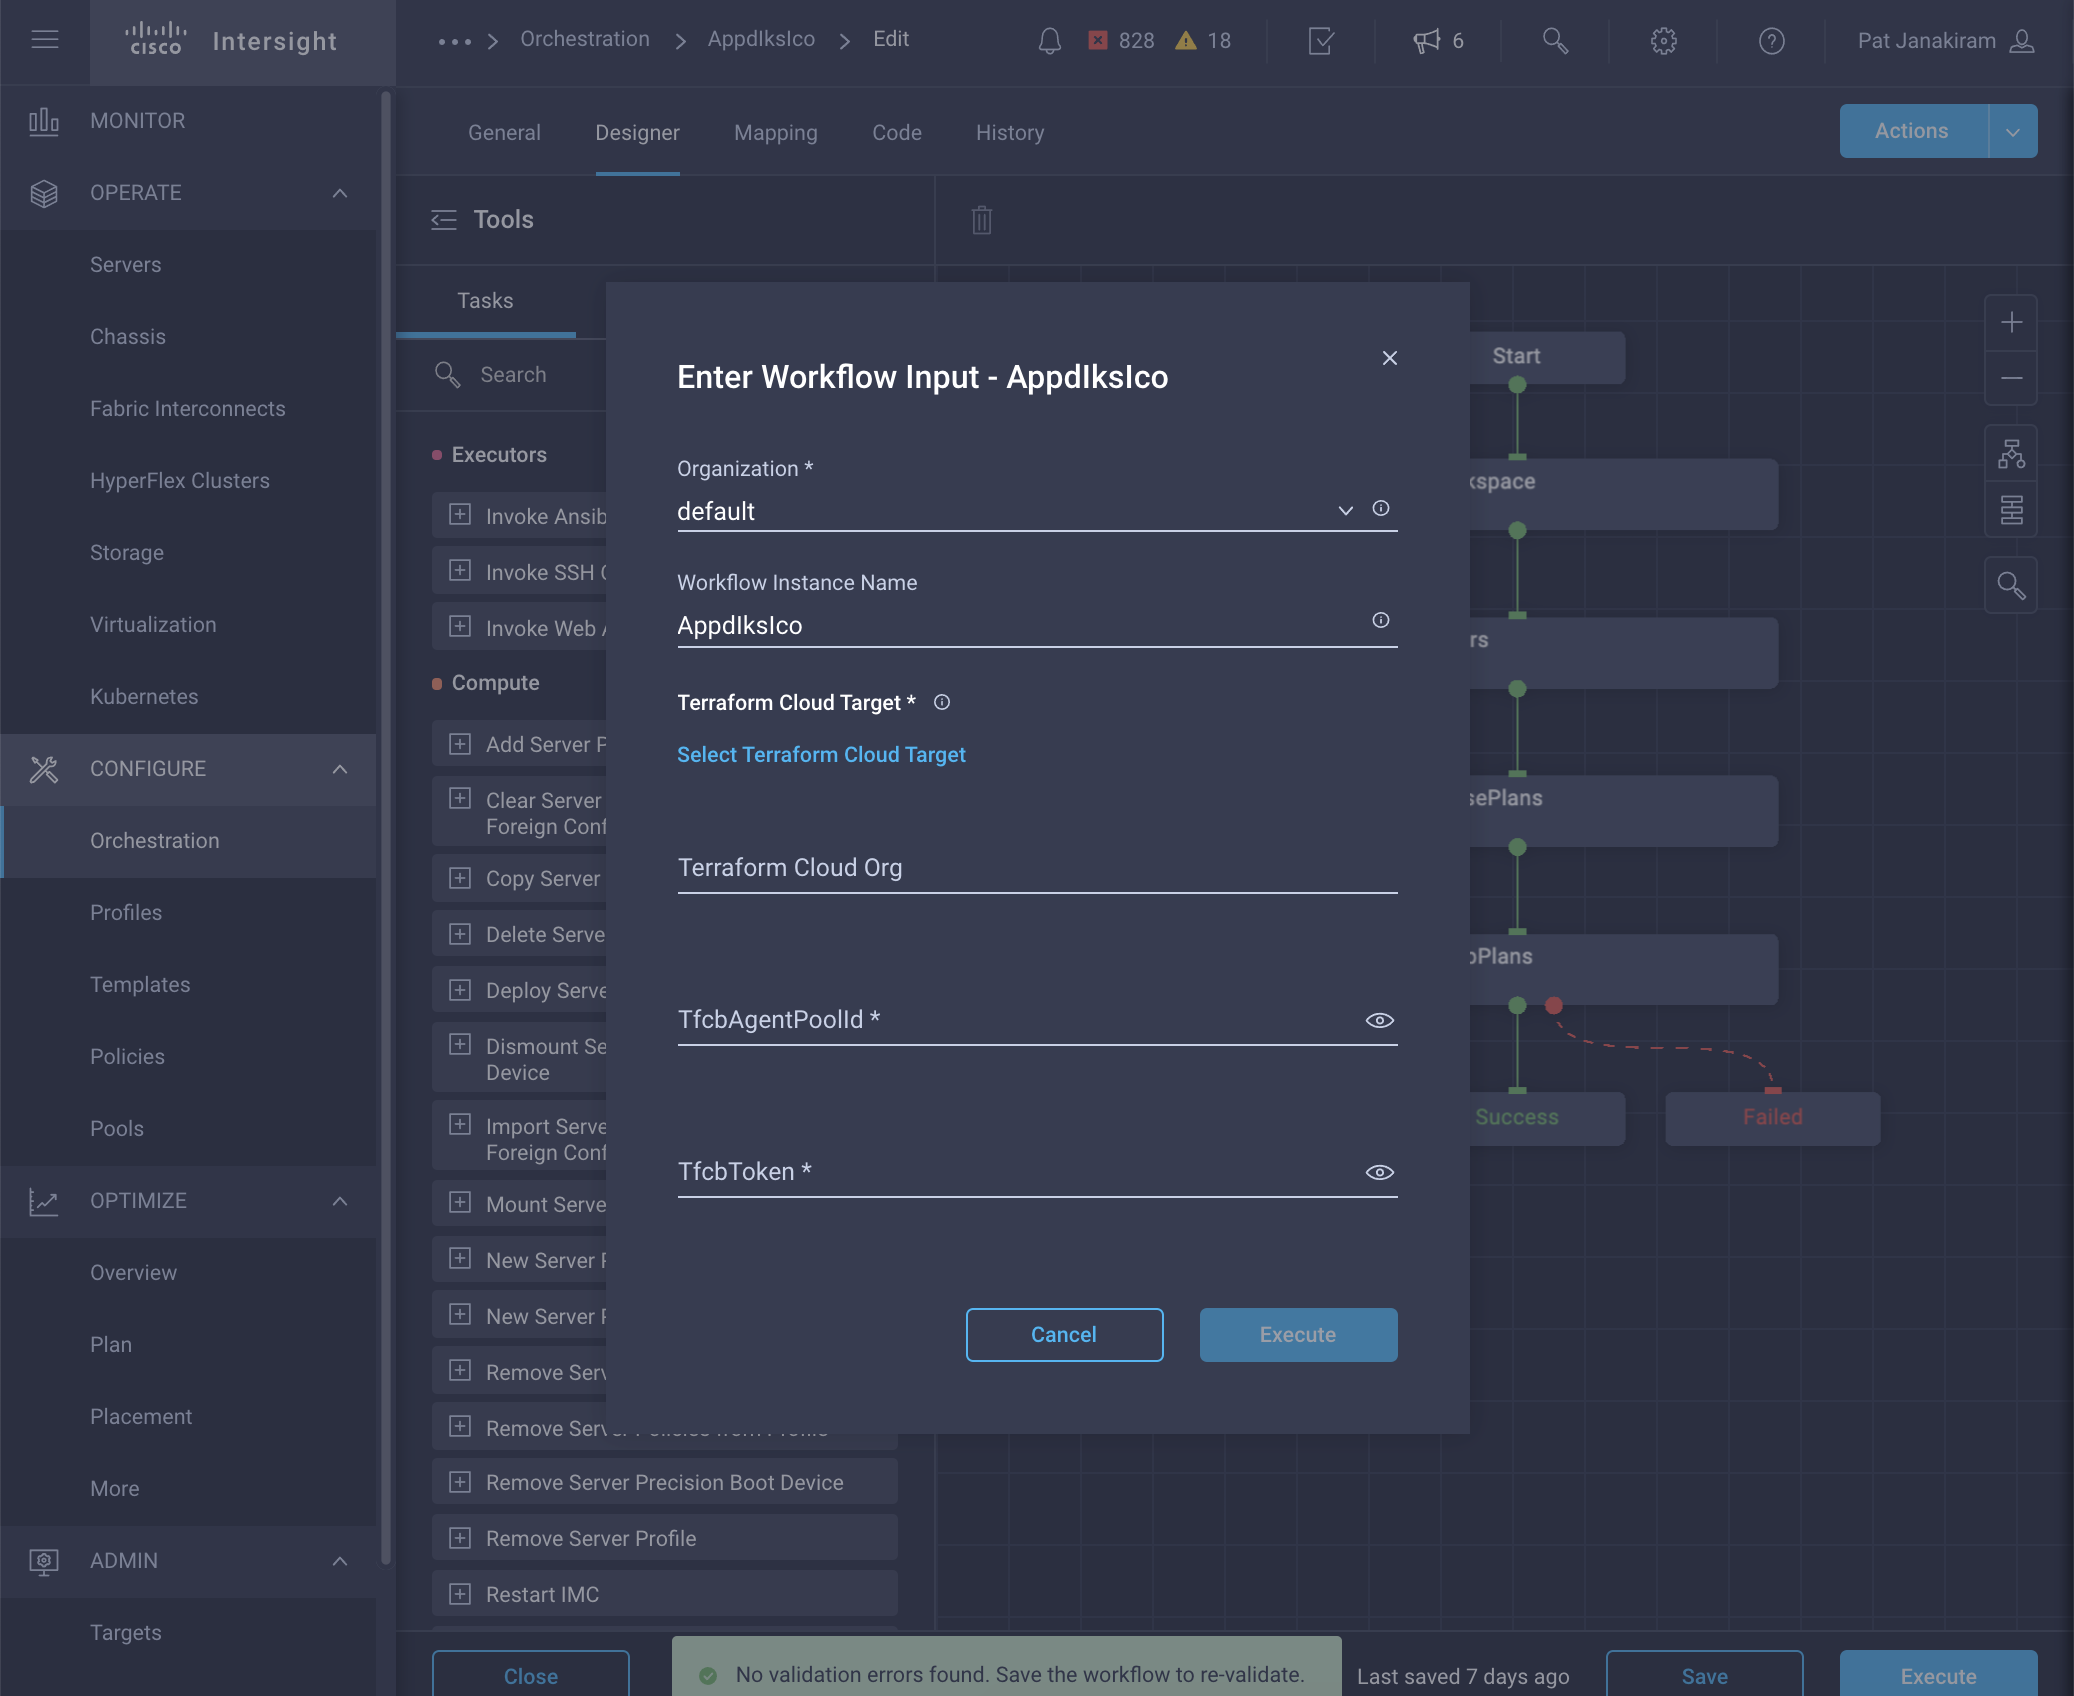 CISCO Intersight
Orchestration
AppdIksIco
Edit
828
18
6
Pat Janakiram
MONITOR
OPERATE
Servers
Chassis
Fabric Interconnects
HyperFlex Clusters
Storage
Virtualization
Kubernetes
CONFIGURE
Orchestration
Profiles
Templates
Policies
Pools
OPTIMIZE
Overview
Plan
Placement
More
ADMIN
Targets
General
Designer
Mapping
Code
History
Actions
Tools
Tasks
Search
Executors
Invoke Ansib
Invoke SSH
Invoke Web
Compute
Add Server
Clear Server
Foreign Conf
Copy Server
Delete Serve
Deploy Serve
Dismount Se
Device
Import Serve
Foreign Conf
Mount Serve
New Server
New Server
Remove Serv
Remove Server Policies from Profile
Remove Server Precision Boot Device
Remove Server Profile
Restart IMC
Enter Workflow Input - AppdIksIco
Organization *
default
Workflow Instance Name
AppdIksIco
Terraform Cloud Target *
Select Terraform Cloud Target
Terraform Cloud Org
TfcbAgentPoolId *
TfcbToken *
Cancel
Execute
Start
kspace
rs
sePlans
pPlans
Success
Failed
Close
No validation errors found. Save the workflow to re-validate.
Last saved 7 days ago
Save
Execute